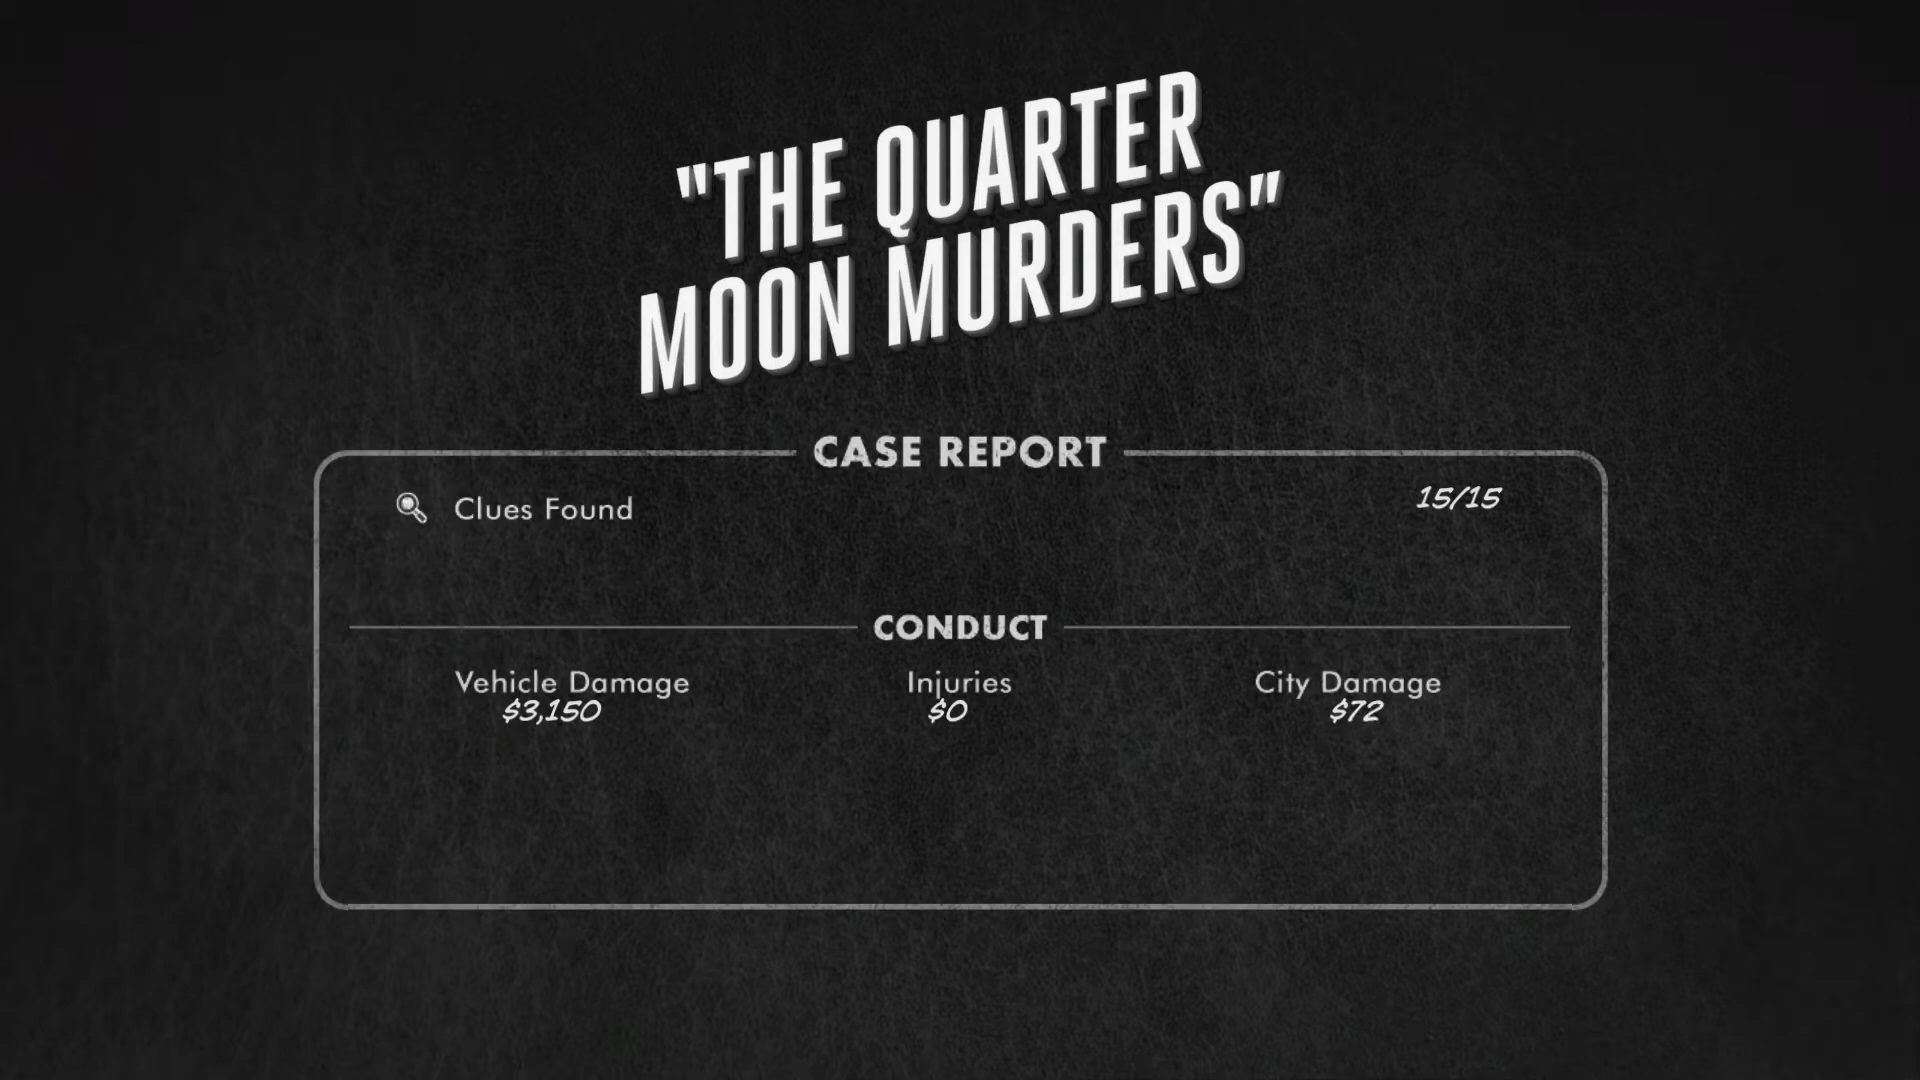 "THE QUARTER
MOON MURDERS"
CASE REPORT
Clues Found 15/15
CONDUCT
Vehicle Damage Injuries City Damage
$3,150 $0 $72